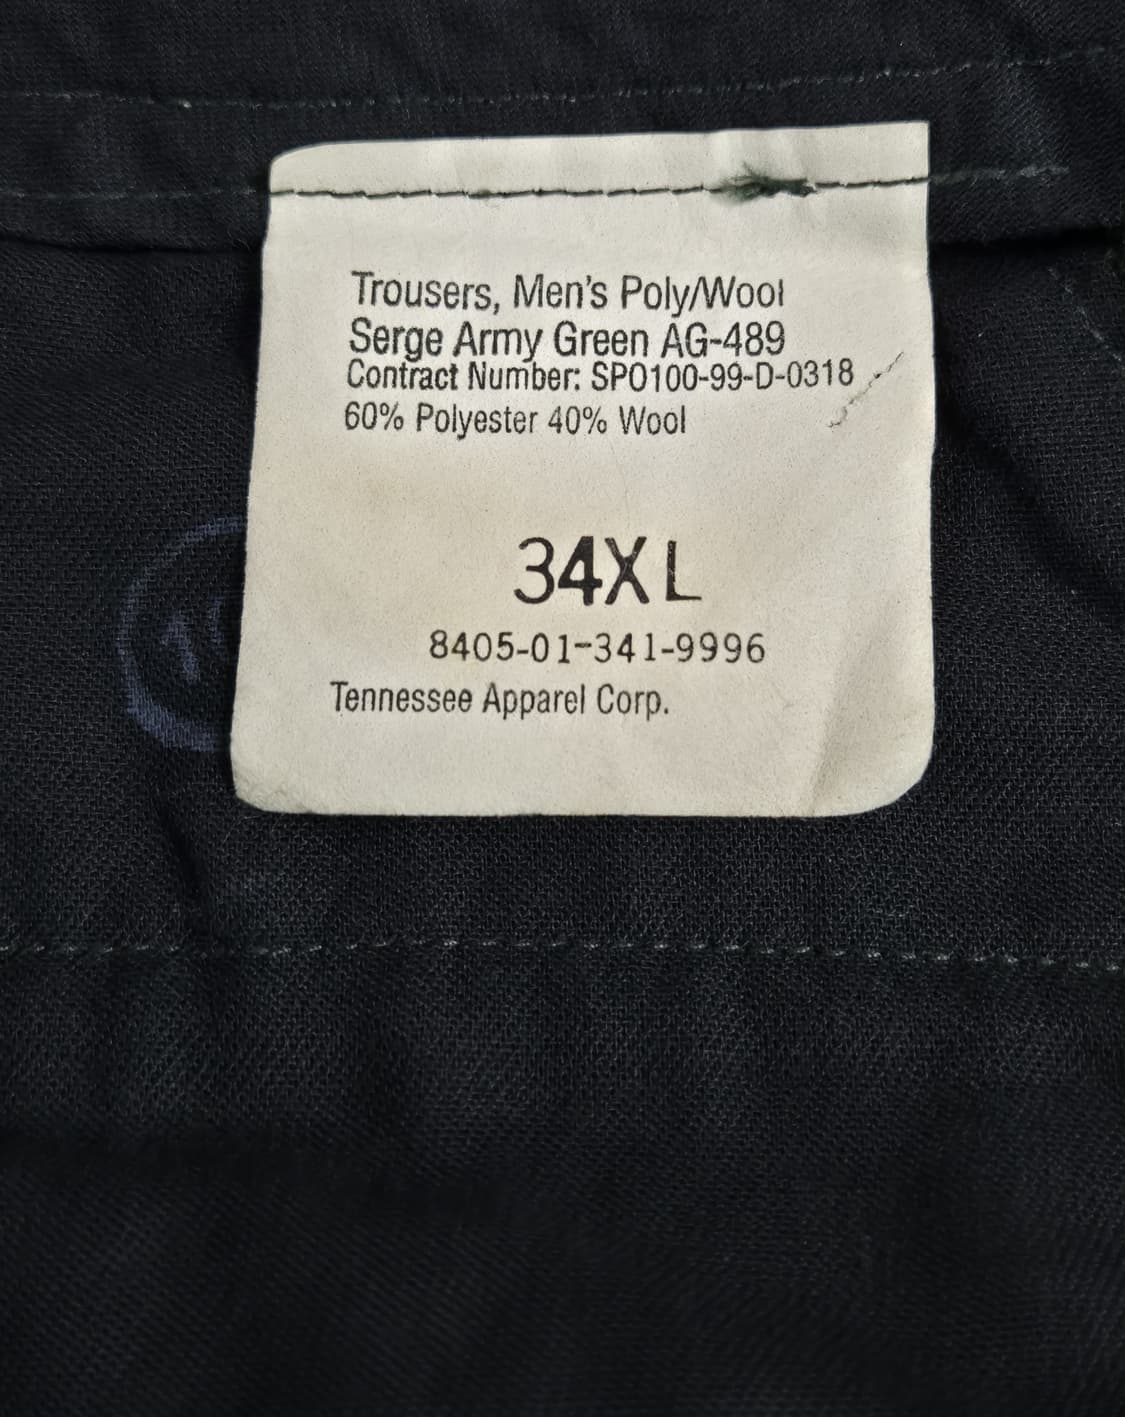 Trousers, Men's Poly/Wool
Serge Army Green AG-489
Contract Number: SPO100-99-D-0318
60% Polyester 40% Wool
34X L
8405-01-341-9996
Tennessee Apparel Corp.